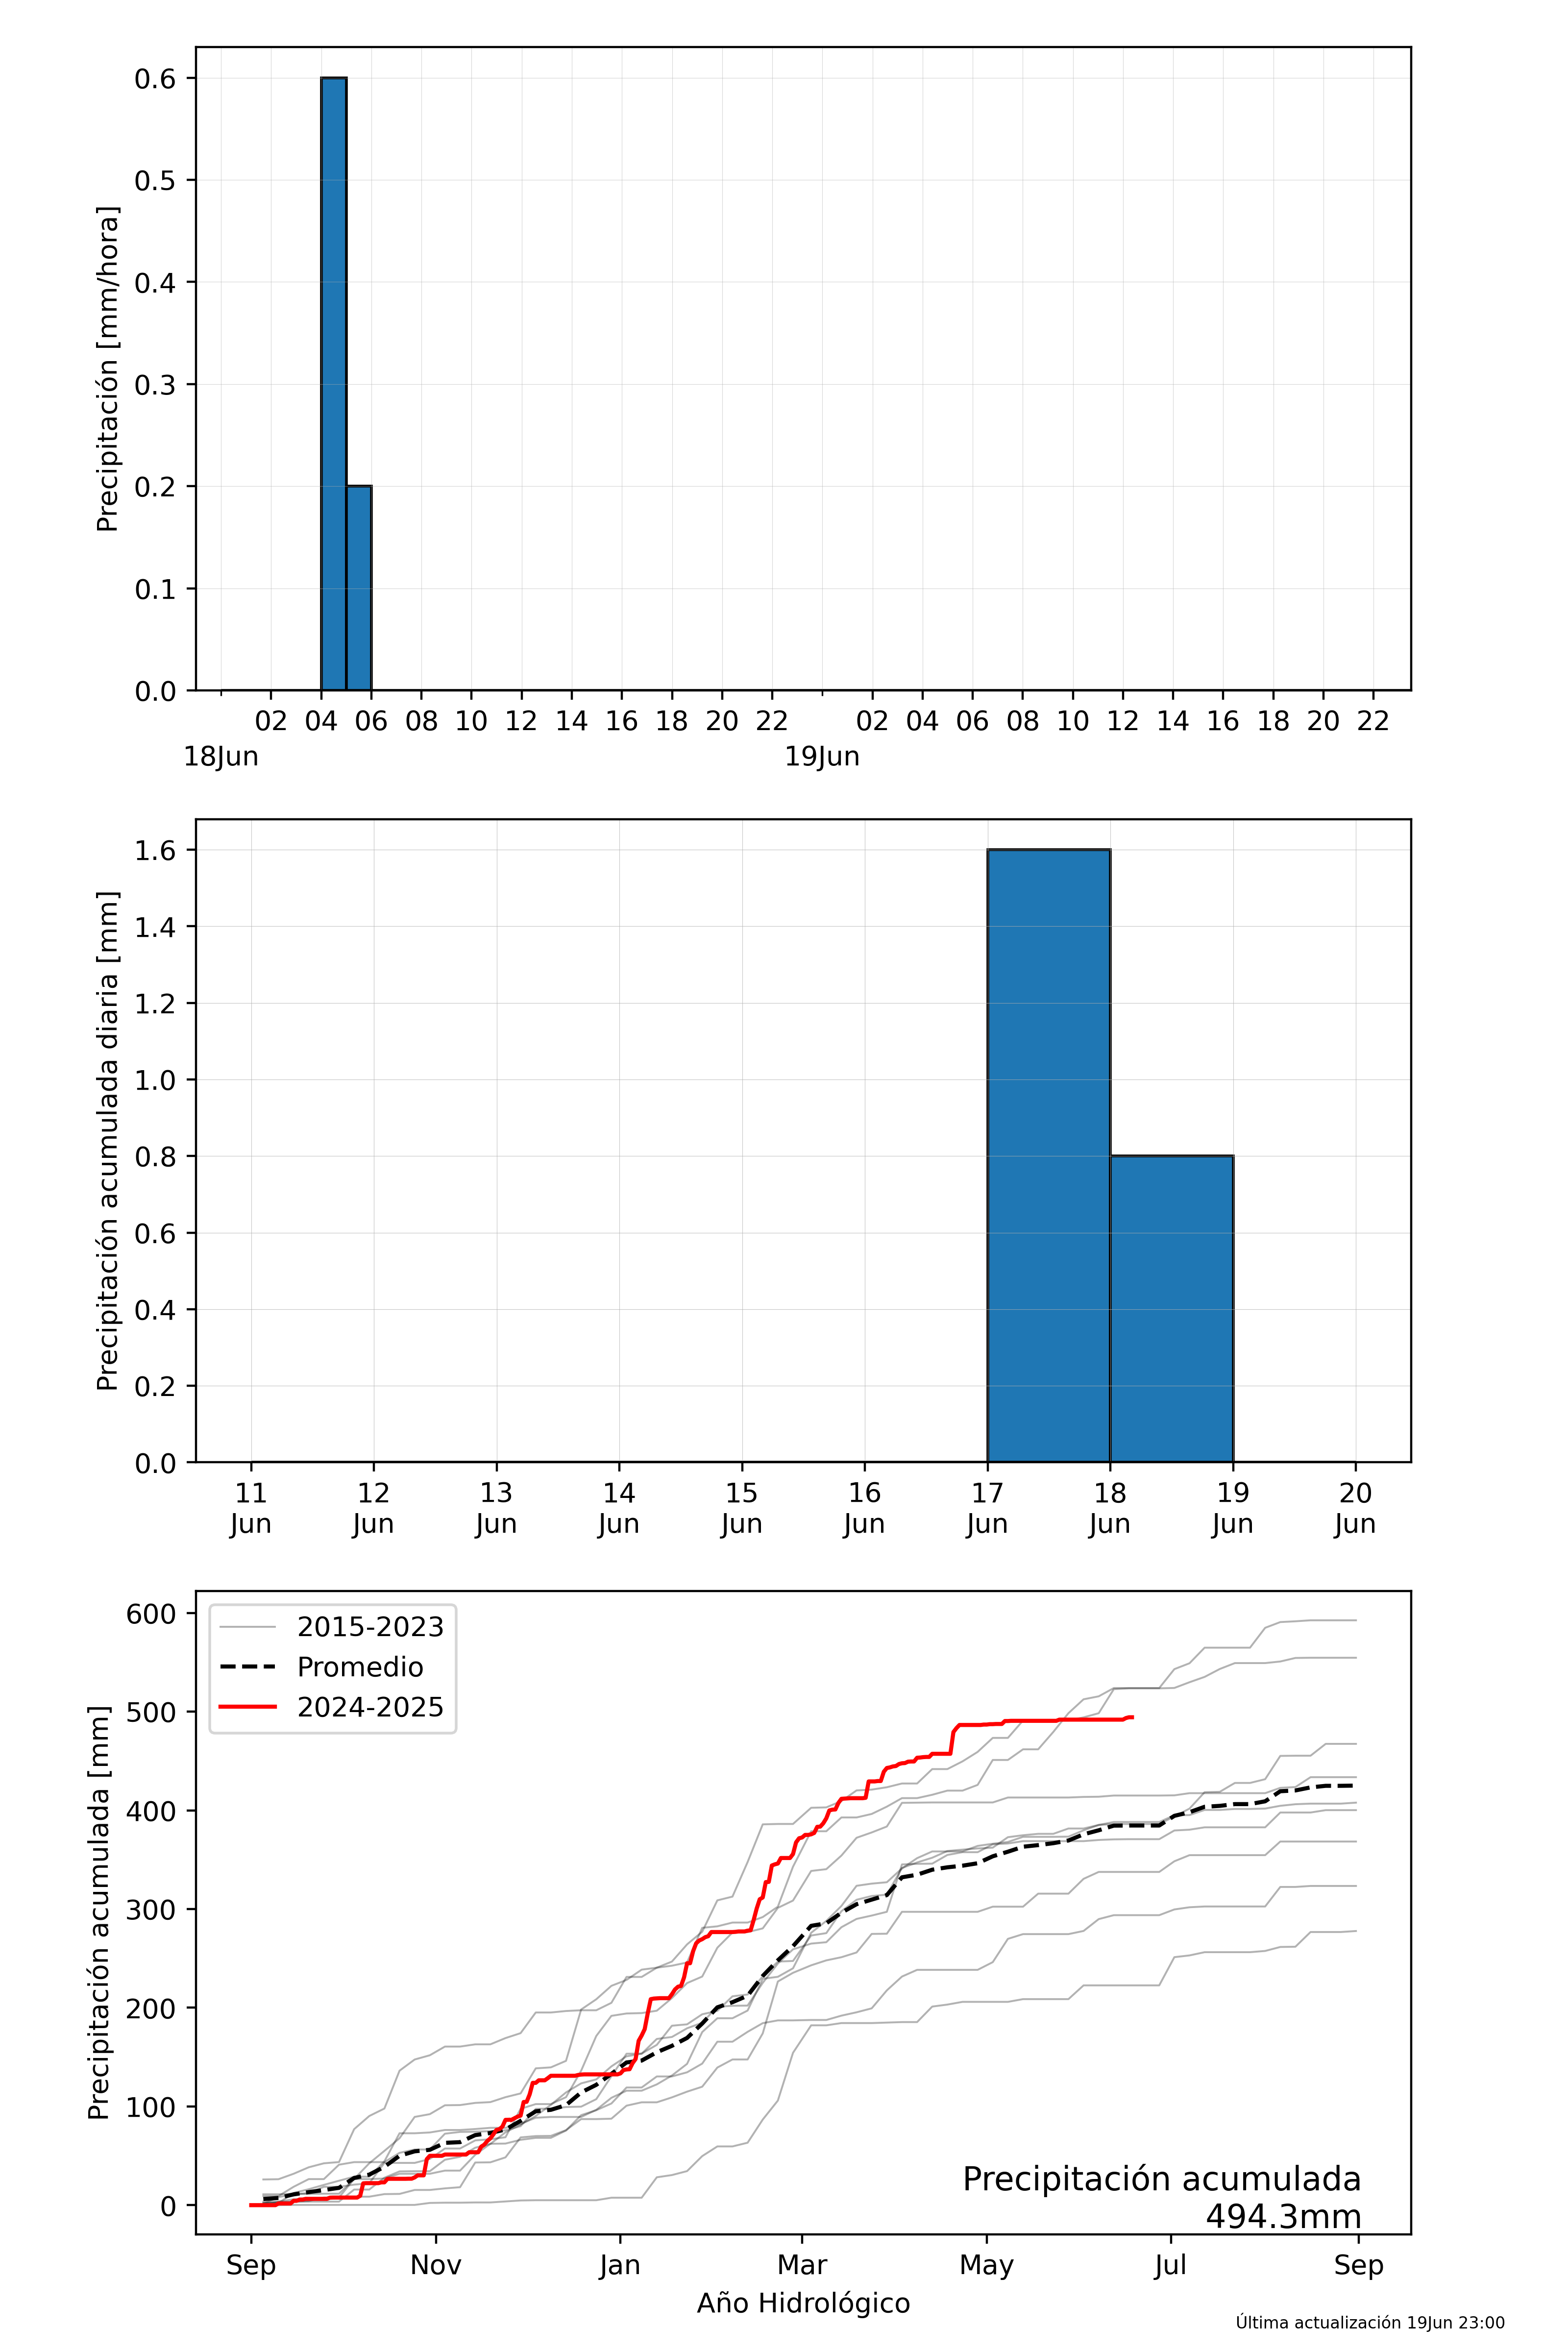 0.6
0.5
0.4
0.3
0.2
0.1
0.0
Precipitación [mm/hora]
02 04 06 08 10 12 14 16 18 20 22 02 04 06 08 10 12 14 16 18 20 22
18Jun 19Jun
1.6
1.4
1.2
1.0
0.8
0.6
0.4
0.2
0.0
Precipitación acumulada diaria [mm]
11 12 13 14 15 16 17 18 19 20
Jun Jun Jun Jun Jun Jun Jun Jun Jun Jun
600
500
400
300
200
100
0
Precipitación acumulada [mm]
2015-2023
Promedio
2024-2025
Precipitación acumulada
494.3mm
Sep Nov Jan Mar May Jul Sep
Año Hidrológico
Última actualización 19Jun 23:00